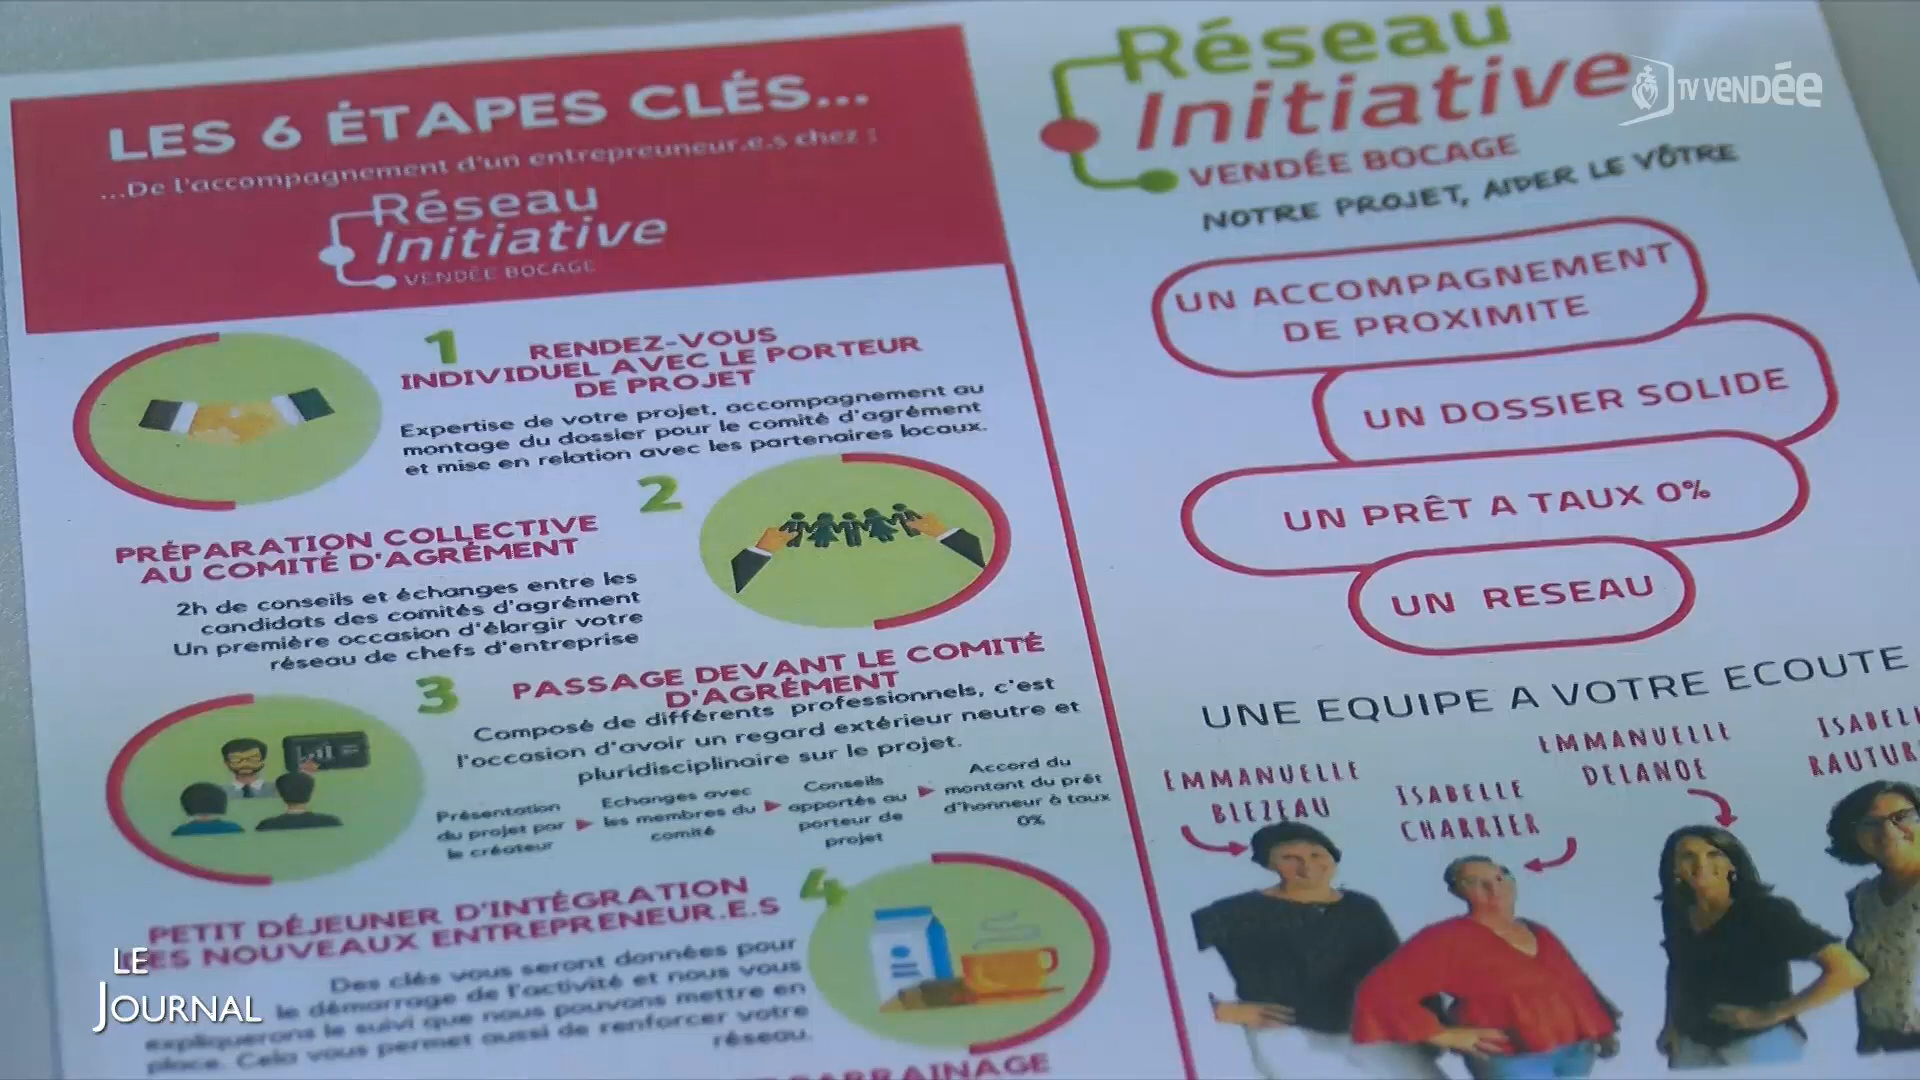 LES 6 ÉTAPES CLÉS...
...De l'accompagnement d'un entrepreuneur.e.s chez :
Réseau
Initiative
VENDÉE BOCAGE
1
RENDEZ-VOUS
INDIVIDUEL AVEC LE PORTEUR
DE PROJET
Expertise de votre projet, accompagnement au
montage du dossier pour le comité d'agrément
et mise en relation avec les partenaires locaux.
2
PRÉPARATION COLLECTIVE
AU COMITÉ D'AGRÉMENT
2h de conseils et échanges entre les
candidats des comités d'agrément
Un première occasion d'élargir votre
réseau de chefs d'entreprise
3
PASSAGE DEVANT LE COMITÉ
D'AGRÉMENT
Composé de différents professionnels, c'est
l'occasion d'avoir un regard extérieur neutre et
pluridisciplinaire sur le projet.
Présentation
du projet par
le créateur
Echanges avec
les membres du
comité
Conseils
apportés au
porteur de
projet
Accord du
montant du prêt
d'honneur à taux
0%
4
PETIT DÉJEUNER D'INTÉGRATION
DES NOUVEAUX ENTREPRENEUR.E.S
Des clés vous seront données pour
le démarrage de l'activité et nous vous
expliquerons le suivi que nous pouvons mettre en
place. Cela vous permet aussi de renforcer votre
réseau.
PARRAINAGE
Réseau
Initiative
VENDÉE BOCAGE
NOTRE PROJET, AIDER LE VÔTRE
UN ACCOMPAGNEMENT
DE PROXIMITE
UN DOSSIER SOLIDE
UN PRÊT A TAUX 0%
UN RESEAU
UNE EQUIPE A VOTRE ECOUTE
EMMANUELLE
BLEZEAU
ISABELLE
CHARRIER
EMMANUELLE
DELANOE
ISABELL
RAUTUR
TV VENDÉE
LE
JOURNAL